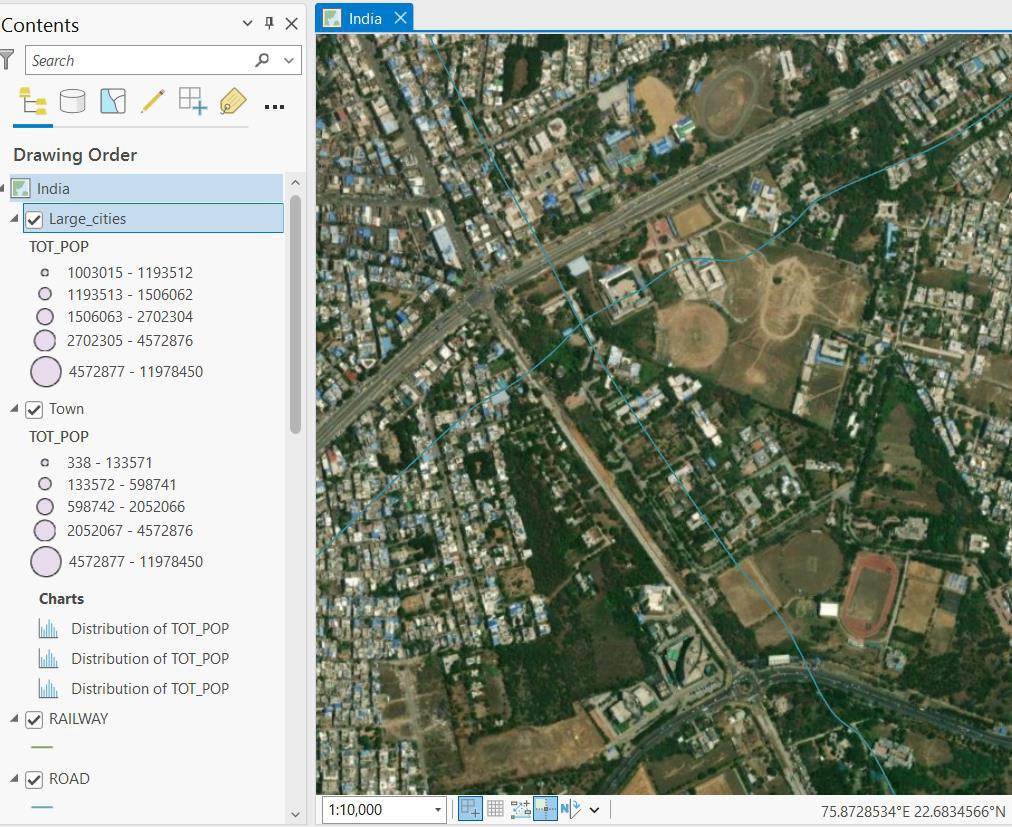 Contents
India
Search
Drawing Order
India
Large_cities
TOT_POP
1003015 - 1193512
1193513 - 1506062
1506063 - 2702304
2702305 - 4572876
4572877 - 11978450
Town
TOT_POP
338 - 133571
133572 - 598741
598742 - 2052066
2052067 - 4572876
4572877 - 11978450
Charts
Distribution of TOT_POP
Distribution of TOT_POP
Distribution of TOT_POP
RAILWAY
ROAD
1:10,000
N
75.8728534°E 22.6834566°N